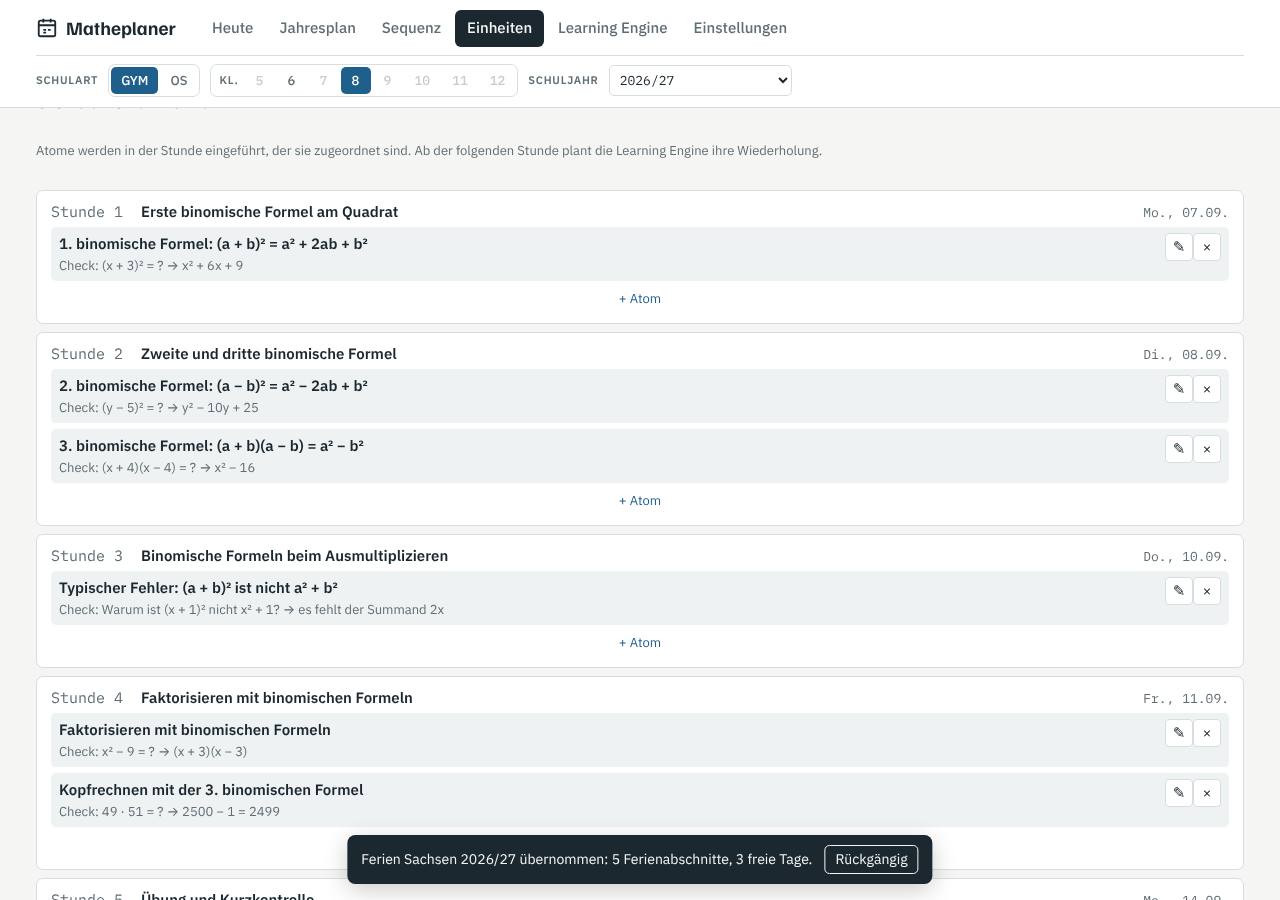 Matheplaner
Heute Jahresplan Sequenz Einheiten Learning Engine Einstellungen
SCHULART GYM OS KL. 5 6 7 8 9 10 11 12 SCHULJAHR 2026/27
Atome werden in der Stunde eingeführt, der sie zugeordnet sind. Ab der folgenden Stunde plant die Learning Engine ihre Wiederholung.
Stunde 1 Erste binomische Formel am Quadrat Mo., 07.09.
1. binomische Formel: (a + b)² = a² + 2ab + b² ✎ ×
Check: (x + 3)² = ? → x² + 6x + 9
+ Atom
Stunde 2 Zweite und dritte binomische Formel Di., 08.09.
2. binomische Formel: (a − b)² = a² − 2ab + b² ✎ ×
Check: (y − 5)² = ? → y² − 10y + 25
3. binomische Formel: (a + b)(a − b) = a² − b² ✎ ×
Check: (x + 4)(x − 4) = ? → x² − 16
+ Atom
Stunde 3 Binomische Formeln beim Ausmultiplizieren Do., 10.09.
Typischer Fehler: (a + b)² ist nicht a² + b² ✎ ×
Check: Warum ist (x + 1)² nicht x² + 1? → es fehlt der Summand 2x
+ Atom
Stunde 4 Faktorisieren mit binomischen Formeln Fr., 11.09.
Faktorisieren mit binomischen Formeln ✎ ×
Check: x² − 9 = ? → (x + 3)(x − 3)
Kopfrechnen mit der 3. binomischen Formel ✎ ×
Check: 49 · 51 = ? → 2500 − 1 = 2499
Ferien Sachsen 2026/27 übernommen: 5 Ferienabschnitte, 3 freie Tage. Rückgängig
Stunde 5 Übung und Kurzkontrolle Mo., 14.09.